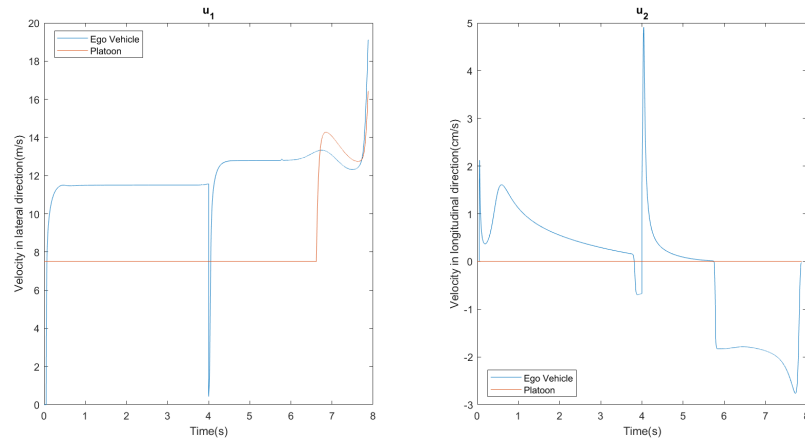 u1
Velocity in lateral direction(m/s)
20
18
16
14
12
10
8
6
4
2
0
Ego Vehicle
Platoon
0 1 2 3 4 5 6 7 8
Time(s)
u2
Velocity in longitudinal direction(cm/s)
5
4
3
2
1
0
-1
-2
-3
Ego Vehicle
Platoon
0 1 2 3 4 5 6 7 8
Time(s)